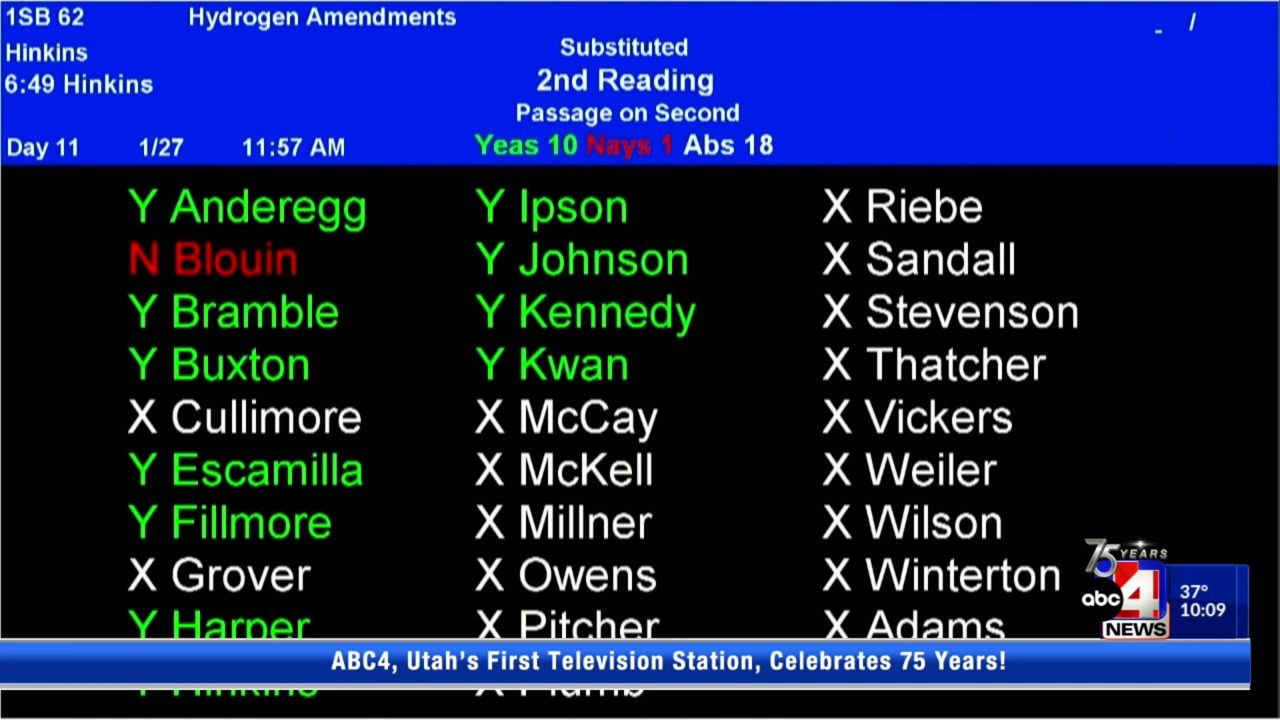 1SB 62 Hydrogen Amendments
Hinkins
6:49 Hinkins
Substituted
2nd Reading
Passage on Second
Day 11 1/27 11:57 AM Yeas 10 Nays 1 Abs 18
Y Anderegg
N Blouin
Y Bramble
Y Buxton
X Cullimore
Y Escamilla
Y Fillmore
X Grover
Y Harper
Y Hinkins
Y Ipson
Y Johnson
Y Kennedy
Y Kwan
X McCay
X McKell
X Millner
X Owens
X Pitcher
X Plumb
X Riebe
X Sandall
X Stevenson
X Thatcher
X Vickers
X Weiler
X Wilson
X Winterton
X Adams
75 YEARS
abc 4
NEWS
37°
10:09
ABC4, Utah's First Television Station, Celebrates 75 Years!